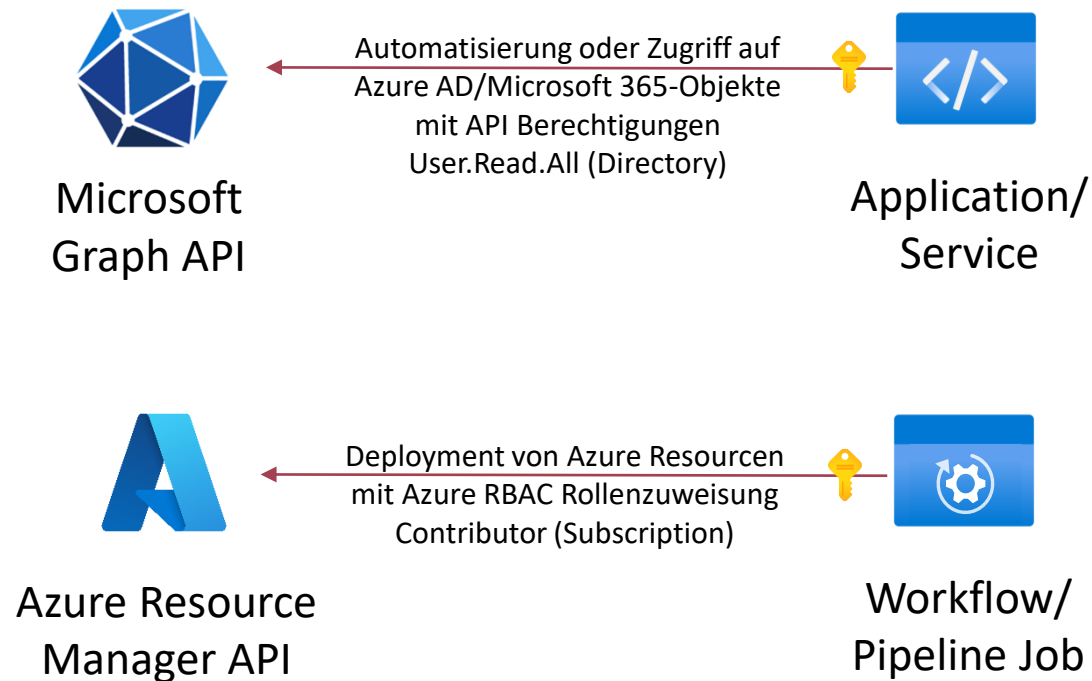 Automatisierung oder Zugriff auf
Azure AD/Microsoft 365-Objekte
mit API Berechtigungen
User.Read.All (Directory)
</>
Microsoft
Graph API
Application/
Service
Deployment von Azure Resourcen
mit Azure RBAC Rollenzuweisung
Contributor (Subscription)
Azure Resource
Manager API
Workflow/
Pipeline Job